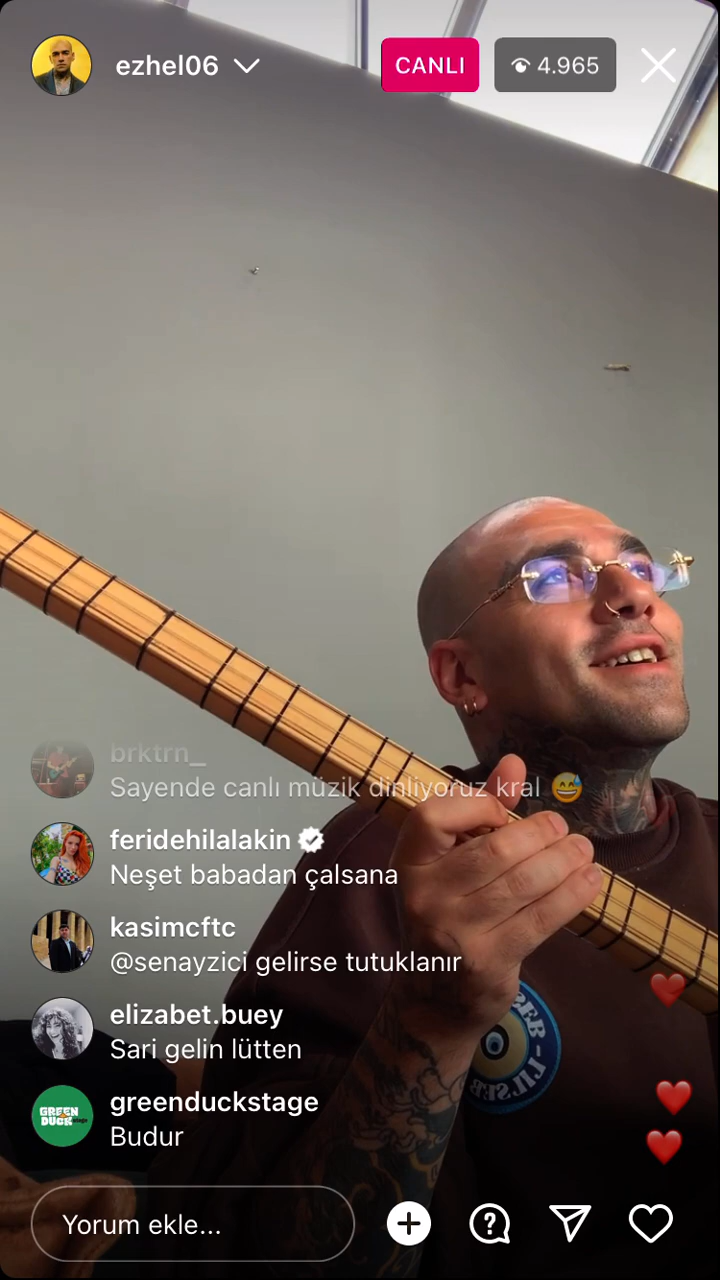 ezhel06
CANLI
4.965
brktrn_
Sayende canlı müzik dinliyoruz kral 😅
feridehilalakin
Neşet babadan çalsana
kasimcftc
@senayzici gelirse tutuklanır
elizabet.buey
Sari gelin lütten
GREEN
DUCK
greenduckstage
Budur
Yorum ekle...